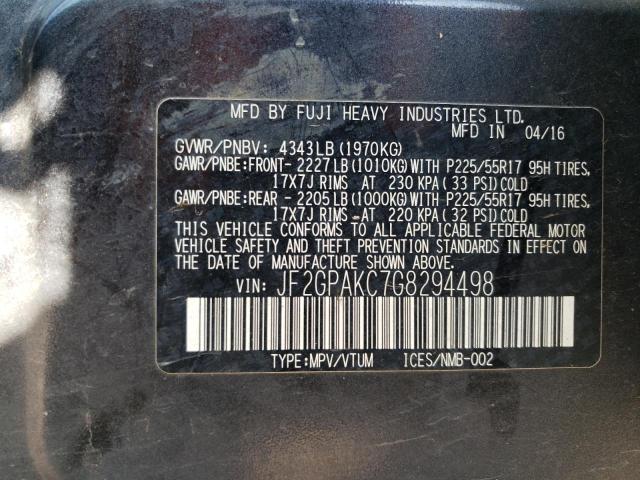 MFD BY FUJI HEAVY INDUSTRIES LTD.
MFD IN 04/16
GVWR/PNBV: 4343LB (1970KG)
GAWR/PNBE:FRONT- 2227LB(1010KG)WITH P225/55R17 95H TIRES,
17X7J RIMS AT 230 KPA (33 PSI)COLD
GAWR/PNBE:REAR - 2205LB(1000KG)WITH P225/55R17 95H TIRES,
17X7J RIMS AT 220 KPA (32 PSI)COLD
THIS VEHICLE CONFORMS TO ALL APPLICABLE FEDERAL MOTOR
VEHICLE SAFETY AND THEFT PREVENTION STANDARDS IN EFFECT
ON THE DATE OF MANUFACTURE SHOWN ABOVE.
VIN: JF2GPAKC7G8294498
TYPE:MPV/VTUM ICES/NMB-002